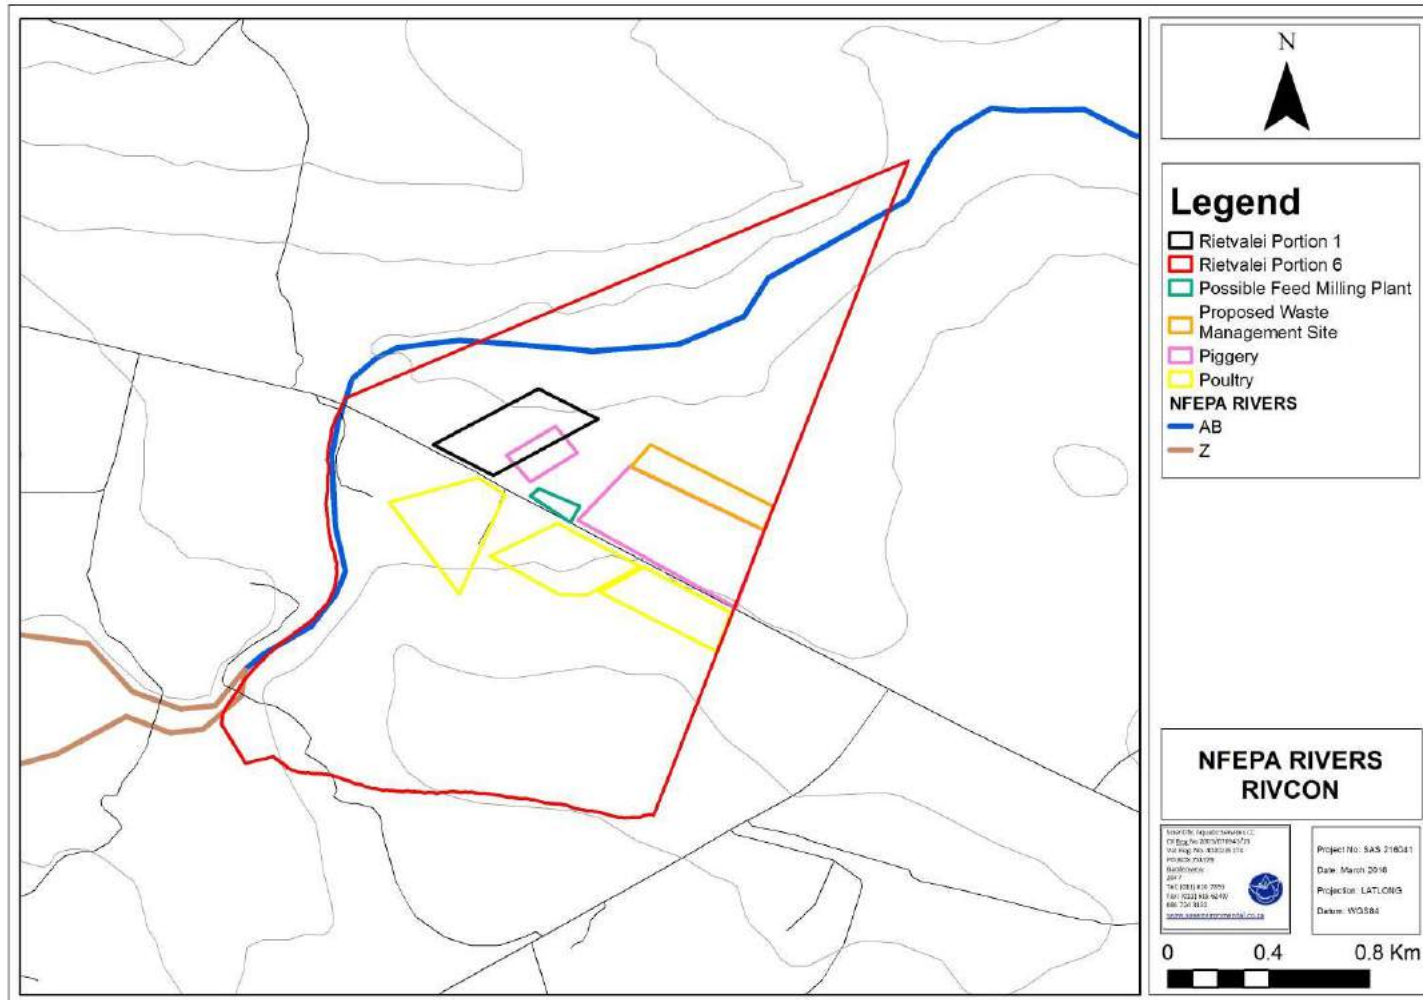 N
Legend
Rietvalei Portion 1
Rietvalei Portion 6
Possible Feed Milling Plant
Proposed Waste
Management Site
Piggery
Poultry
NFEPA RIVERS
AB
Z
NFEPA RIVERS
RIVCON
Project No: SAS 216041
Date: March 2016
Projection: LATLONG
Datum: WGS84
0 0.4 0.8 Km